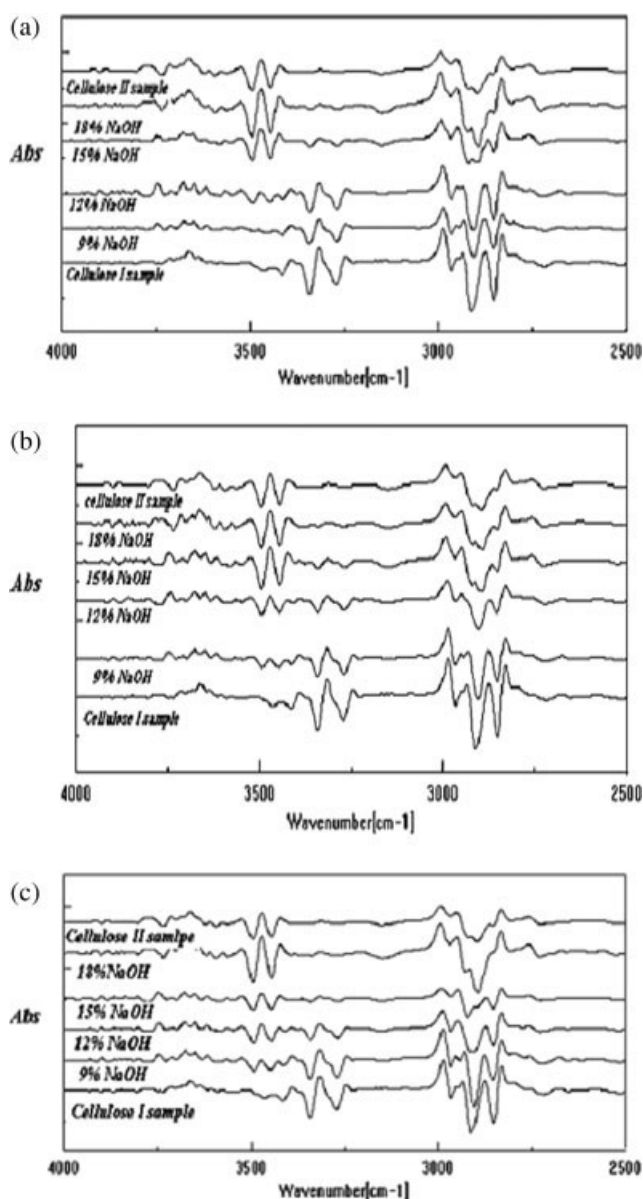 (a)
Cellulose II sample
18% NaOH
Abs
15% NaOH
12% NaOH
9% NaOH
Cellulose I sample
4000 3500 3000 2500
Wavenumber[cm-1]
(b)
cellulose II sample
18% NaOH
15% NaOH
Abs
12% NaOH
9% NaOH
Cellulose I sample
4000 3500 3000 2500
Wavenumber[cm-1]
(c)
Cellulose II samlpe
18%NaOH
15% NaOH
Abs
12% NaOH
9% NaOH
Cellulose I sample
4000 3500 3000 2500
Wavenumber[cm-1]